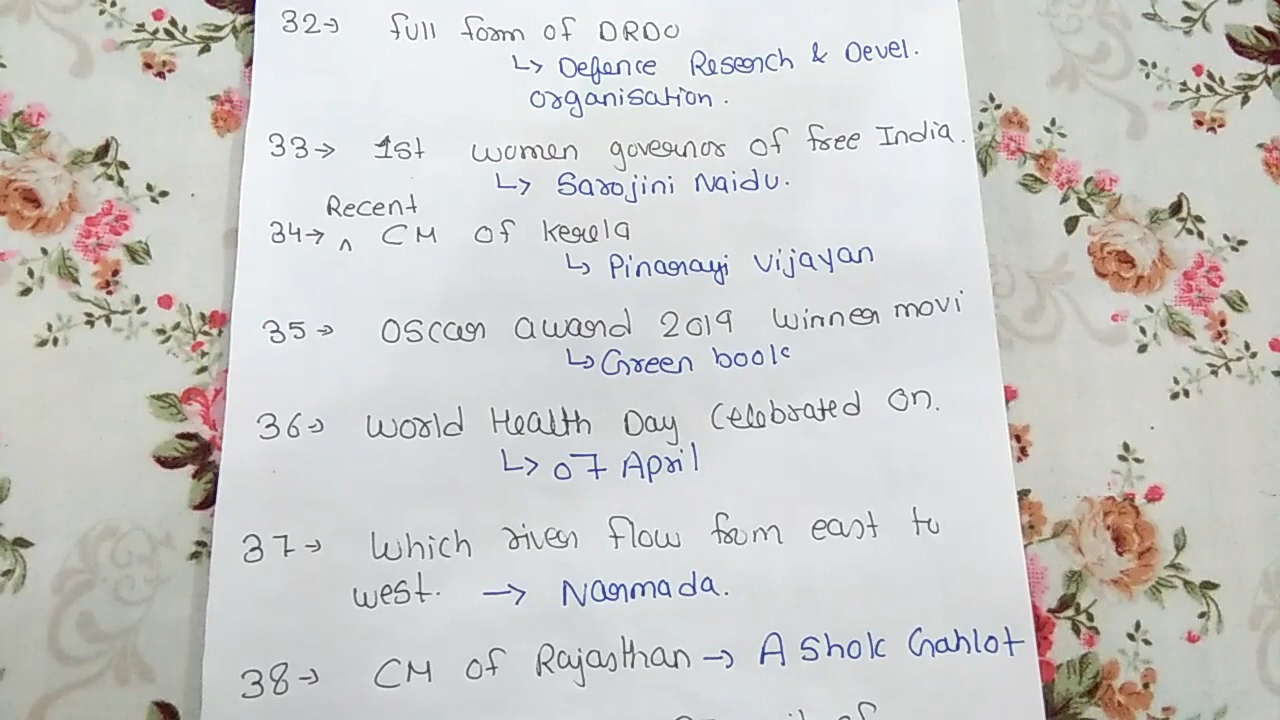 32→ full form of DRDO
↳ Defence Research & Devel.
organisation.
33→ 1st women governor of free India.
↳ Sarojini Naidu.
Recent
34→ ^ CM of kerela
↳ Pinarayi Vijayan
35→ Oscar award 2019 winner movi
↳ Green book
36→ World Health Day Celebrated on.
↳ 07 April
37→ Which river flow from east to
west. → Narmada.
38→ CM of Rajasthan → Ashok Gahlot